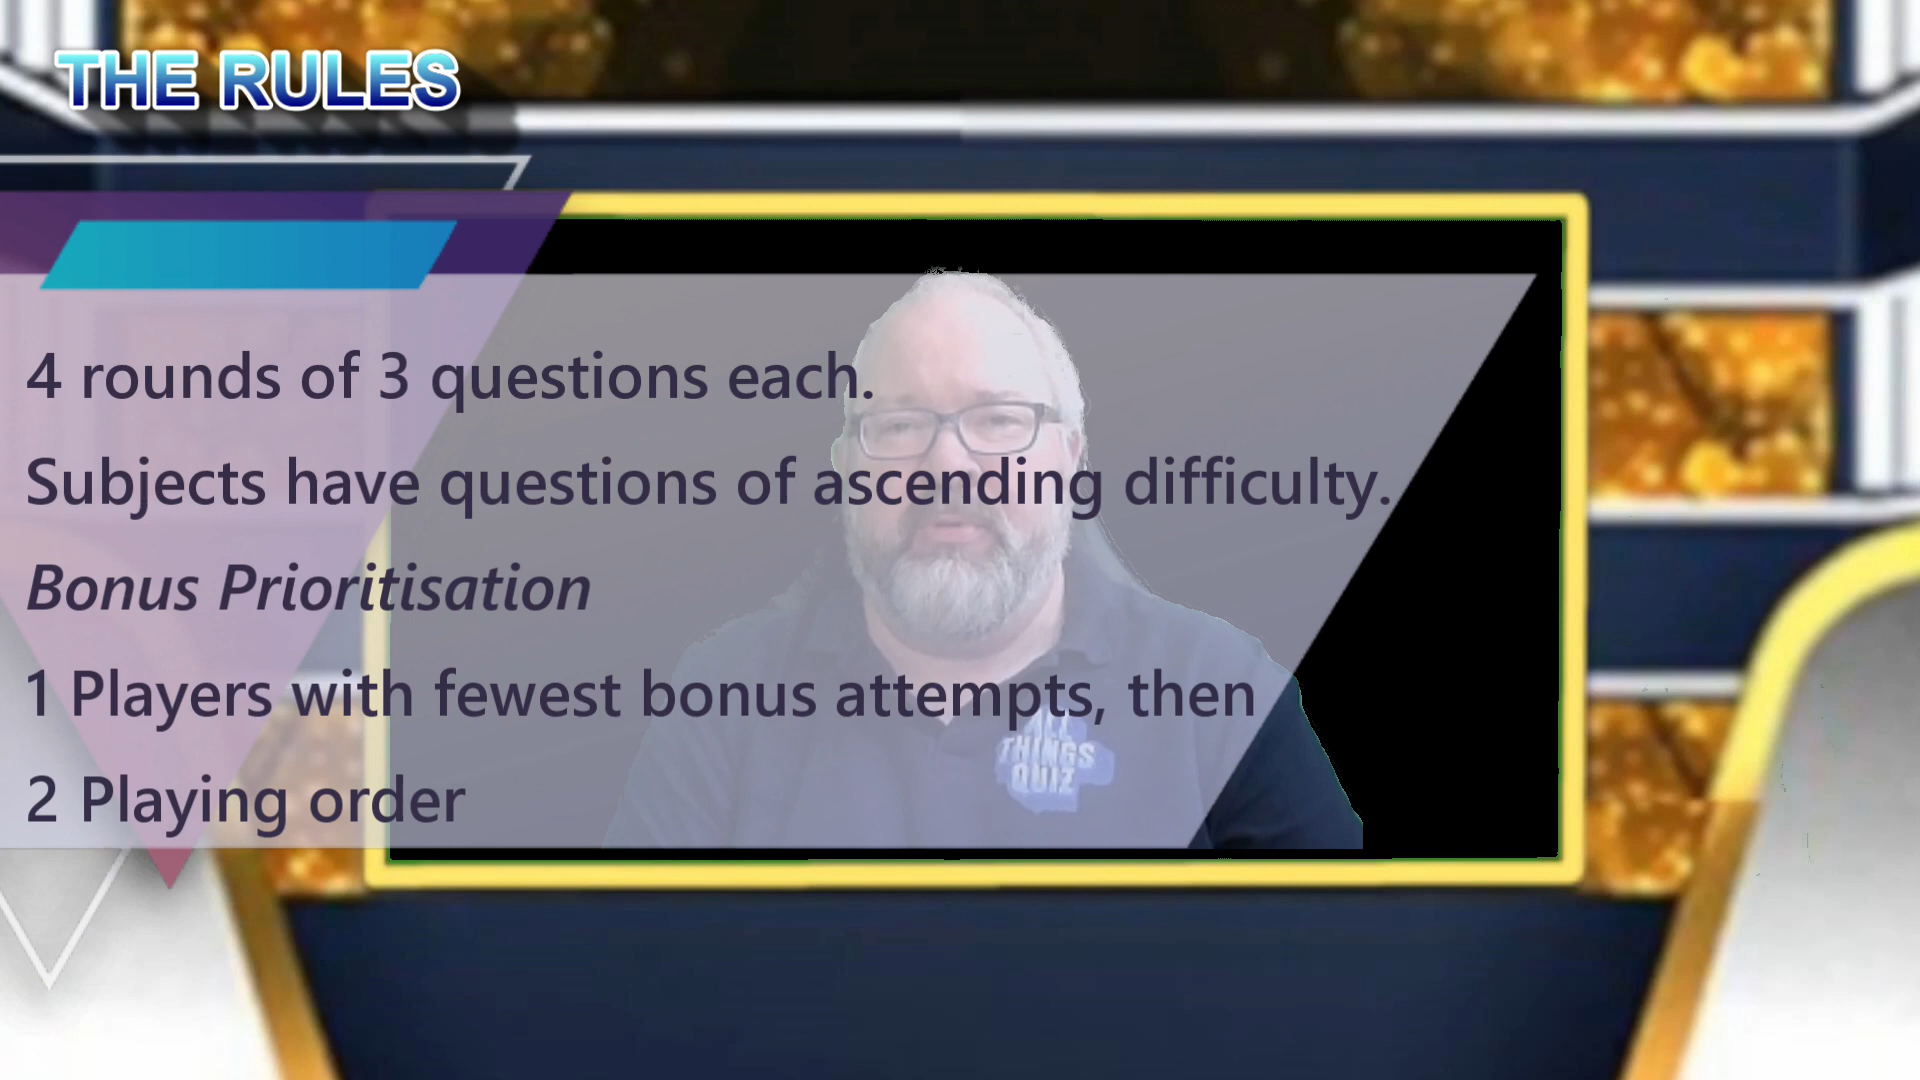 THE RULES
4 rounds of 3 questions each.
Subjects have questions of ascending difficulty.
Bonus Prioritisation
1 Players with fewest bonus attempts, then
2 Playing order
ALL
THINGS
QUIZ